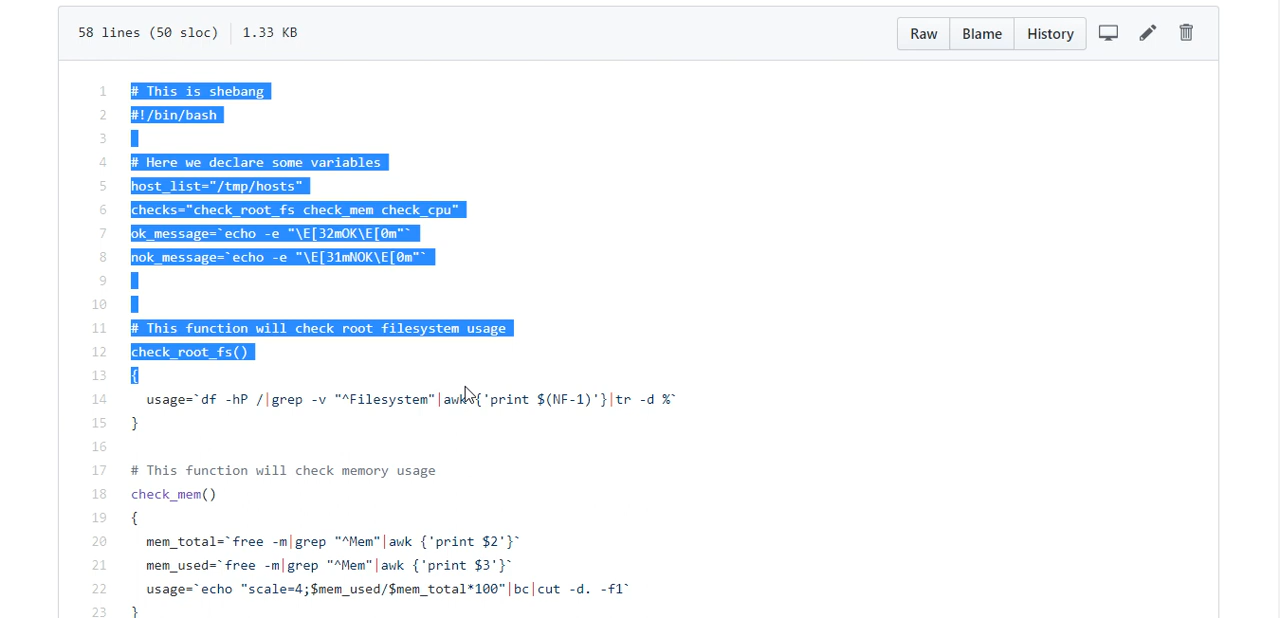 58 lines (50 sloc) 1.33 KB Raw Blame History
1 # This is shebang
2 #!/bin/bash
3
4 # Here we declare some variables
5 host_list="/tmp/hosts"
6 checks="check_root_fs check_mem check_cpu"
7 ok_message=`echo -e "\E[32mOK\E[0m"`
8 nok_message=`echo -e "\E[31mNOK\E[0m"`
9
10
11 # This function will check root filesystem usage
12 check_root_fs()
13 {
14 usage=`df -hP /|grep -v "^Filesystem"|awk {'print $(NF-1)'}|tr -d %`
15 }
16
17 # This function will check memory usage
18 check_mem()
19 {
20 mem_total=`free -m|grep "^Mem"|awk {'print $2'}`
21 mem_used=`free -m|grep "^Mem"|awk {'print $3'}`
22 usage=`echo "scale=4;$mem_used/$mem_total*100"|bc|cut -d. -f1`
23 }